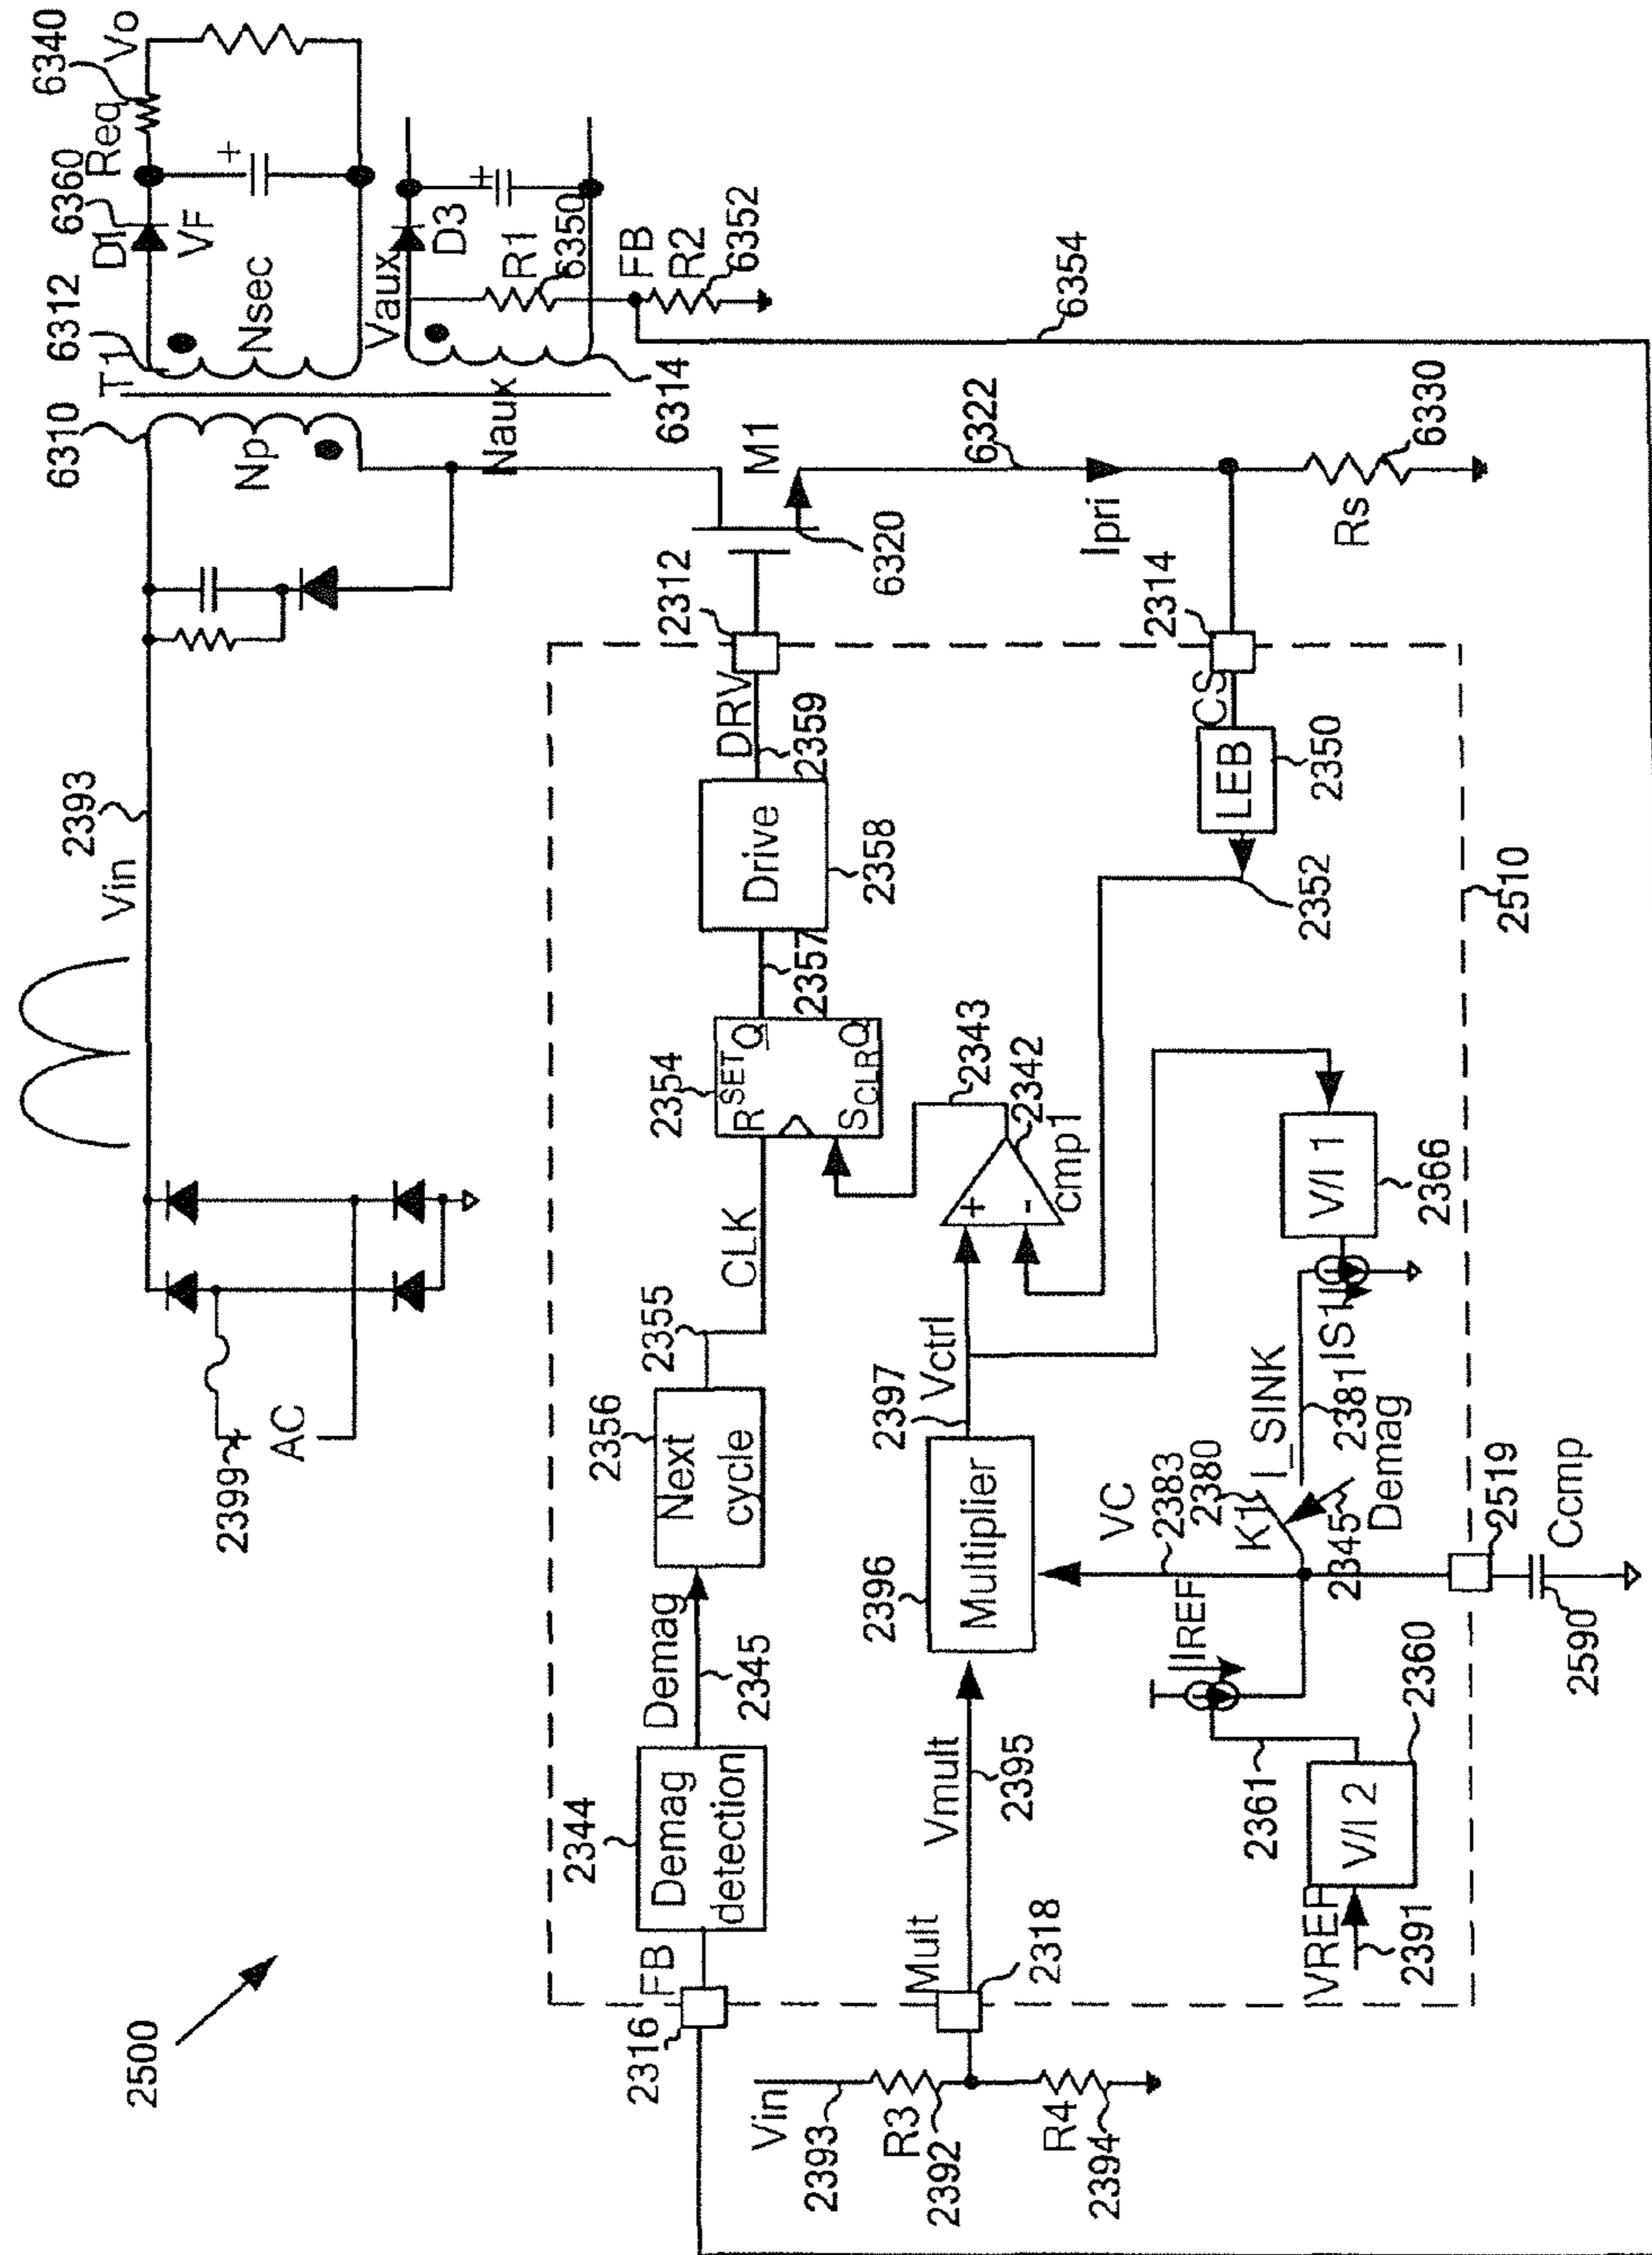 2500
2399
AC
Vin
2393
6310
Np
T1
6312
Nsec
D1
6360
VF
Req
6340
Vo
Vaux
D3
R1
6350
FB
R2
6352
Naux
6314
6354
M1
6320
6322
Ipri
6330
Rs
2316
FB
2344
Demag
detection
Demag
2345
2356
Next
cycle
2355
CLK
2354
R
SET
Q
S
CLR
Q
2357
Drive
2358
2359
DRV
2312
Vin
2393
R3
2392
R4
2394
Mult
2318
Vmult
2395
2396
Multiplier
2397
Vctrl
+
-
cmp1
2342
2343
CS
2314
LEB
2350
2352
VREF
2391
V/I 2
2360
2361
IREF
VC
2383
2380
K1
2345
Demag
I_SINK
2381
IS1
V/I 1
2366
2519
Ccmp
2590
2510